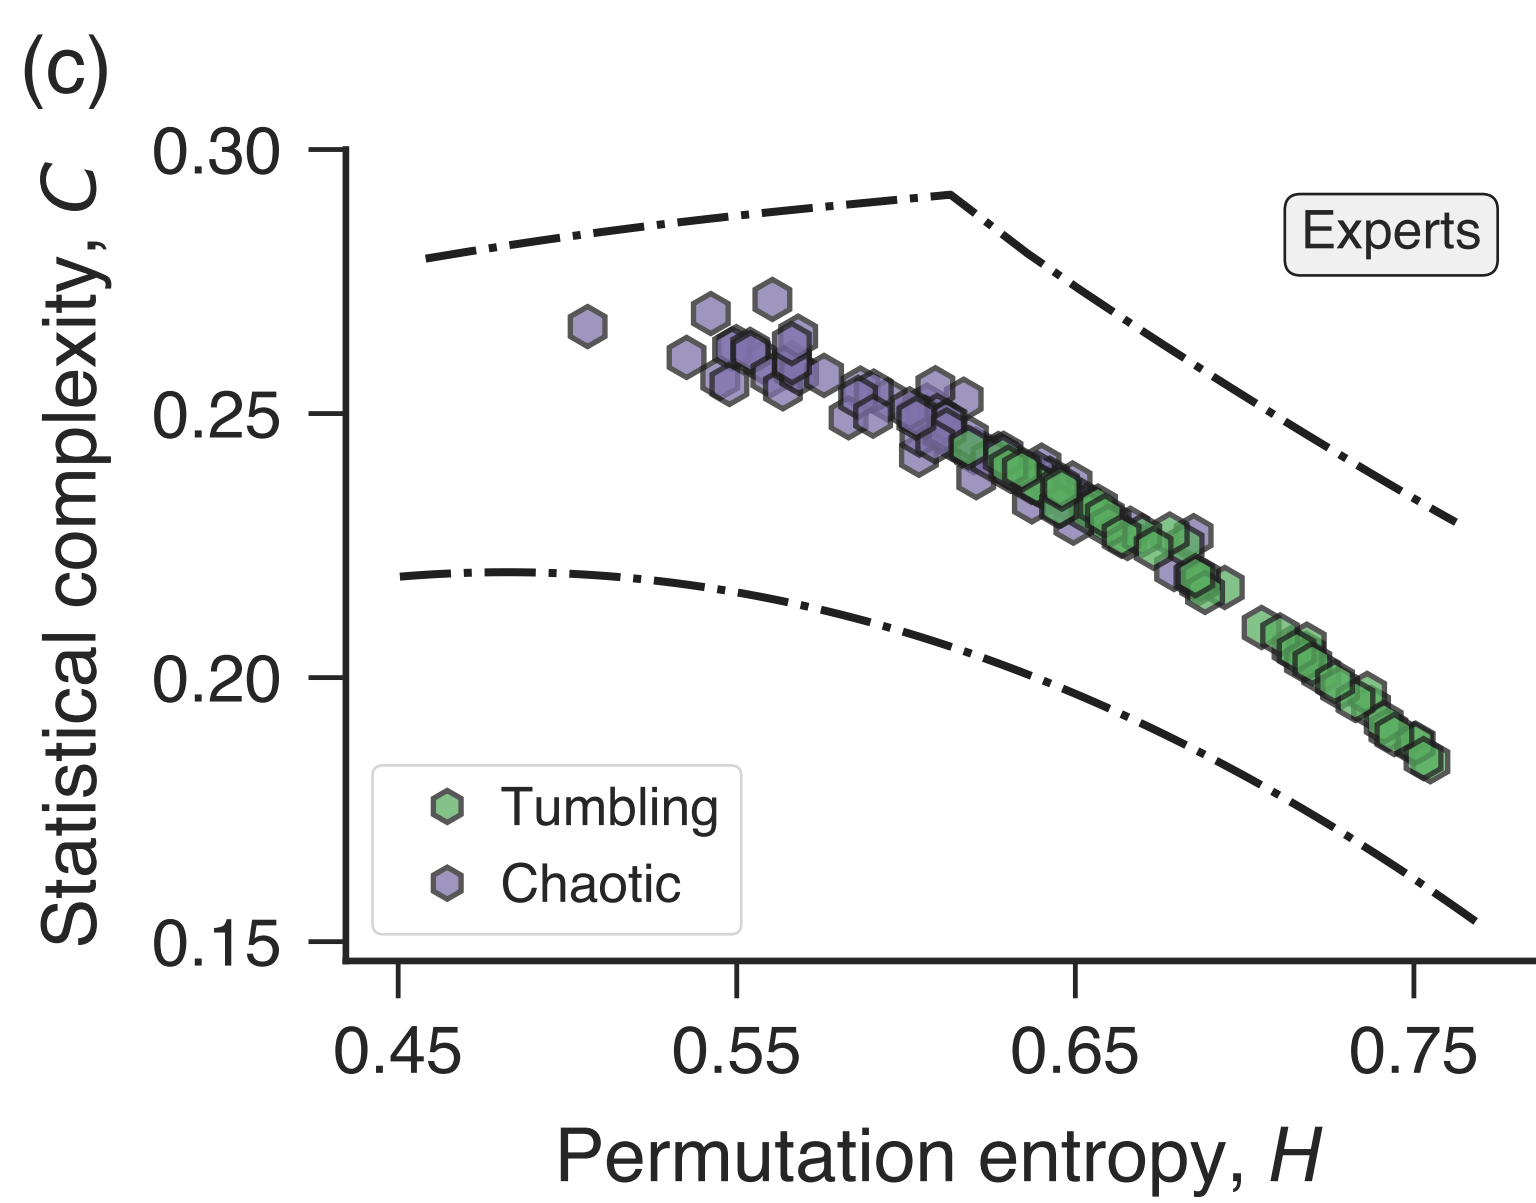 (c)
Statistical complexity, C
0.30
0.25
0.20
0.15
Experts
Tumbling
Chaotic
0.45 0.55 0.65 0.75
Permutation entropy, H